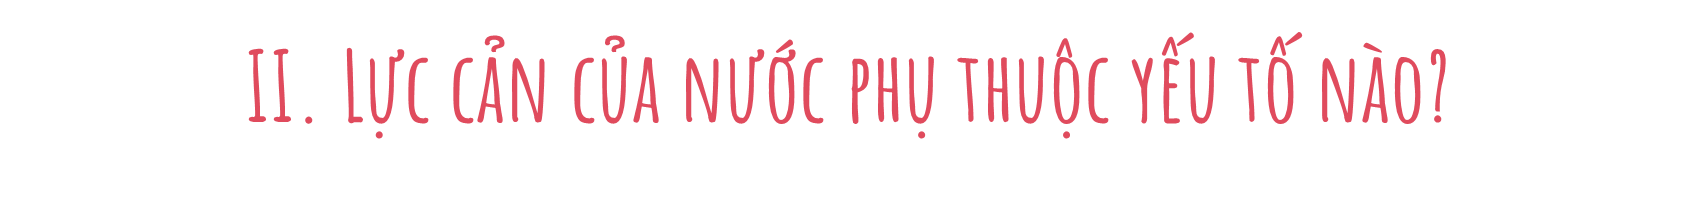 II. Lực cản của nước phụ thuộc yếu tố nào?